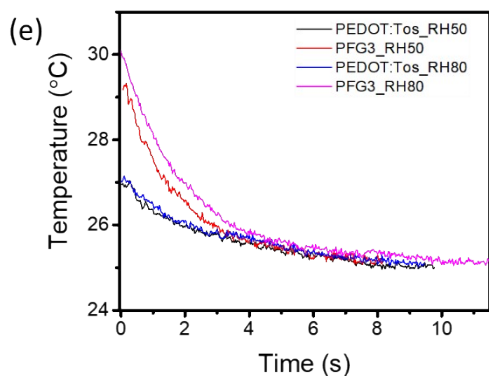 (e)
PEDOT:Tos_RH50
PFG3_RH50
PEDOT:Tos_RH80
PFG3_RH80
Temperature (°C)
30
28
26
24
0 2 4 6 8 10
Time (s)